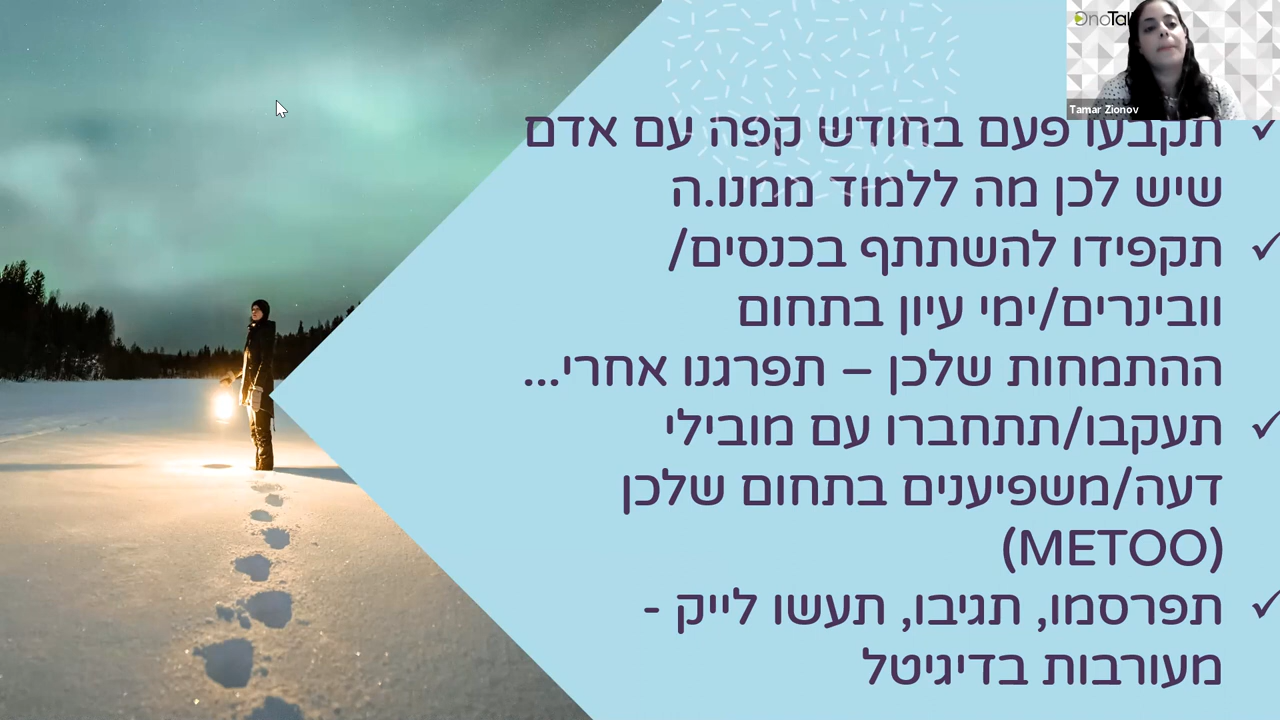 OnoTal
Tamar Zionov
✓ תקבעו פעם בחודש קפה עם אדם
שיש לכן מה ללמוד ממנו.ה
✓ תקפידו להשתתף בכנסים/
וובינרים/ימי עיון בתחום
ההתמחות שלכן – תפרגנו אחרי...
✓ תעקבו/תתחברו עם מובילי
דעה/משפיענים בתחום שלכן
(METOO)
✓ תפרסמו, תגיבו, תעשו לייק -
מעורבות בדיגיטל